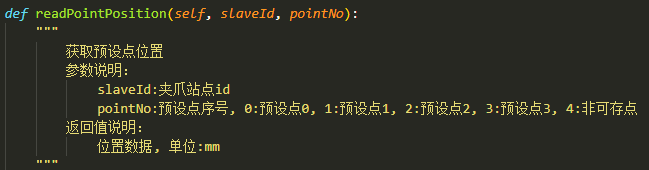 def readPointPosition(self, slaveId, pointNo):
"""
获取预设点位置
参数说明:
slaveId:夹爪站点id
pointNo:预设点序号, 0:预设点0, 1:预设点1, 2:预设点2, 3:预设点3, 4:非可存点
返回值说明:
位置数据, 单位:mm
"""